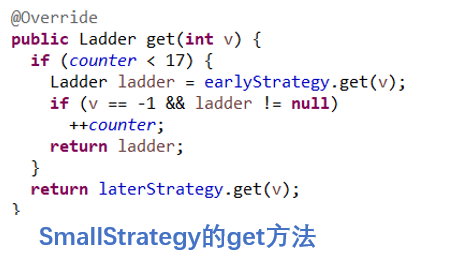 @Override
public Ladder get(int v) {
if (counter < 17) {
Ladder ladder = earlyStrategy.get(v);
if (v == -1 && ladder != null)
++counter;
return ladder;
}
return laterStrategy.get(v);
}
SmallStrategy的get方法